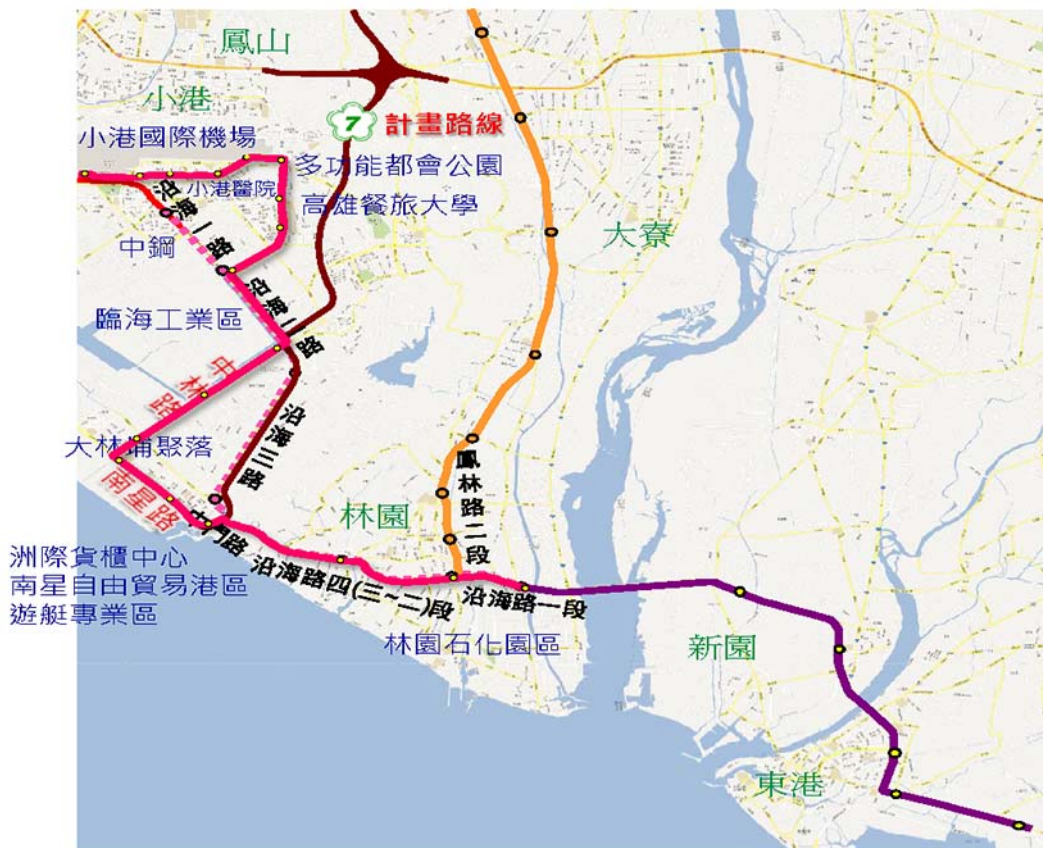 鳳山
小港
7 計畫路線
小港國際機場
多功能都會公園
小港醫院
高雄餐旅大學
沿海一路
大寮
中鋼
沿海二路
臨海工業區
中林路
沿海三路
大林埔聚落
鳳林路二段
南星路
林園
中門路
洲際貨櫃中心
沿海路四(三~二)段
沿海路一段
南星自由貿易港區
遊艇專業區
林園石化園區
新園
東港